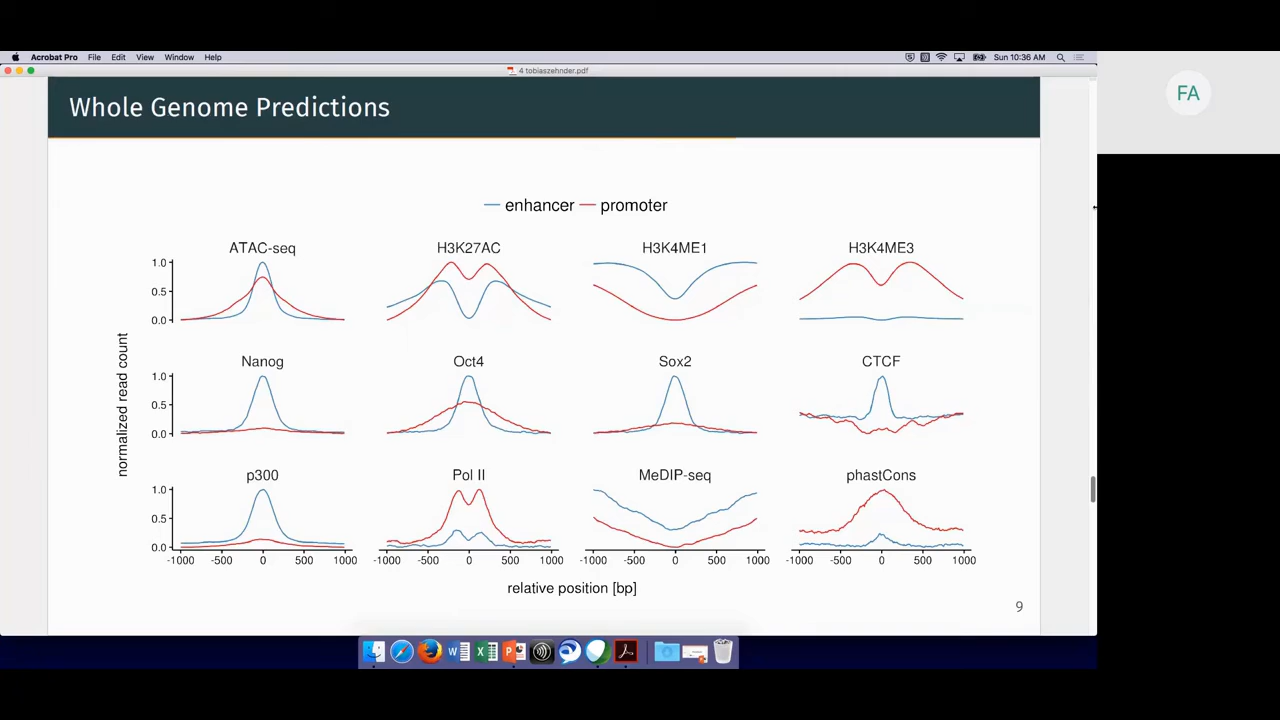 Acrobat Pro File Edit View Window Help Sun 10:36 AM
4 tobiaszehnder.pdf
FA
Whole Genome Predictions
enhancer promoter
ATAC-seq H3K27AC H3K4ME1 H3K4ME3
1.0
0.5
0.0
Nanog Oct4 Sox2 CTCF
1.0
0.5
0.0
normalized read count
p300 Pol II MeDIP-seq phastCons
1.0
0.5
0.0
-1000 -500 0 500 1000 -1000 -500 0 500 1000 -1000 -500 0 500 1000 -1000 -500 0 500 1000
relative position [bp]
9